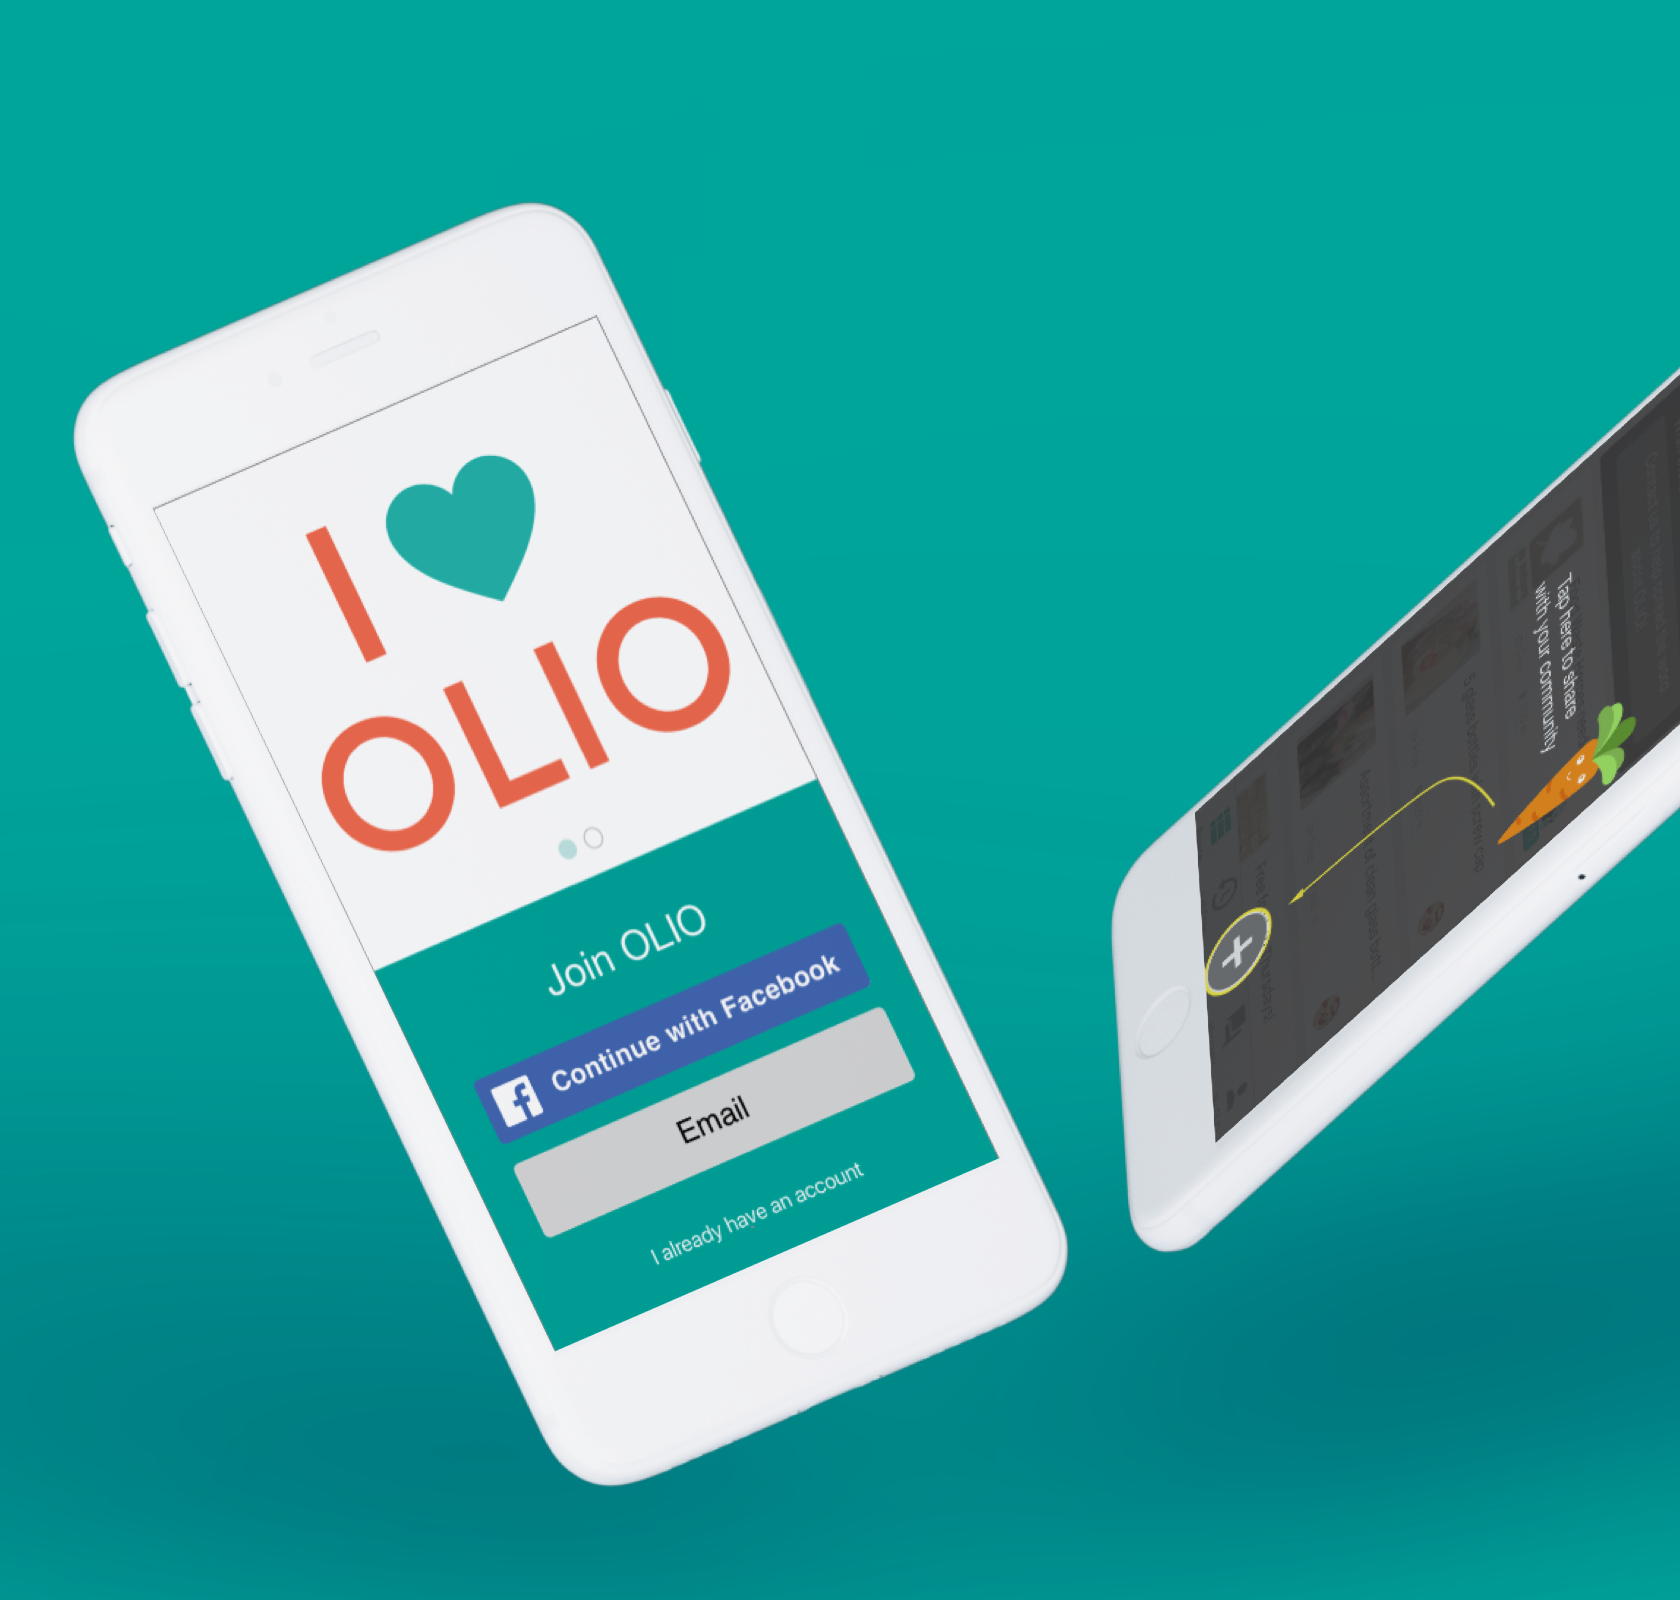 I
OLIO
Join OLIO
f Continue with Facebook
Email
I already have an account
Tap here to share
with your community